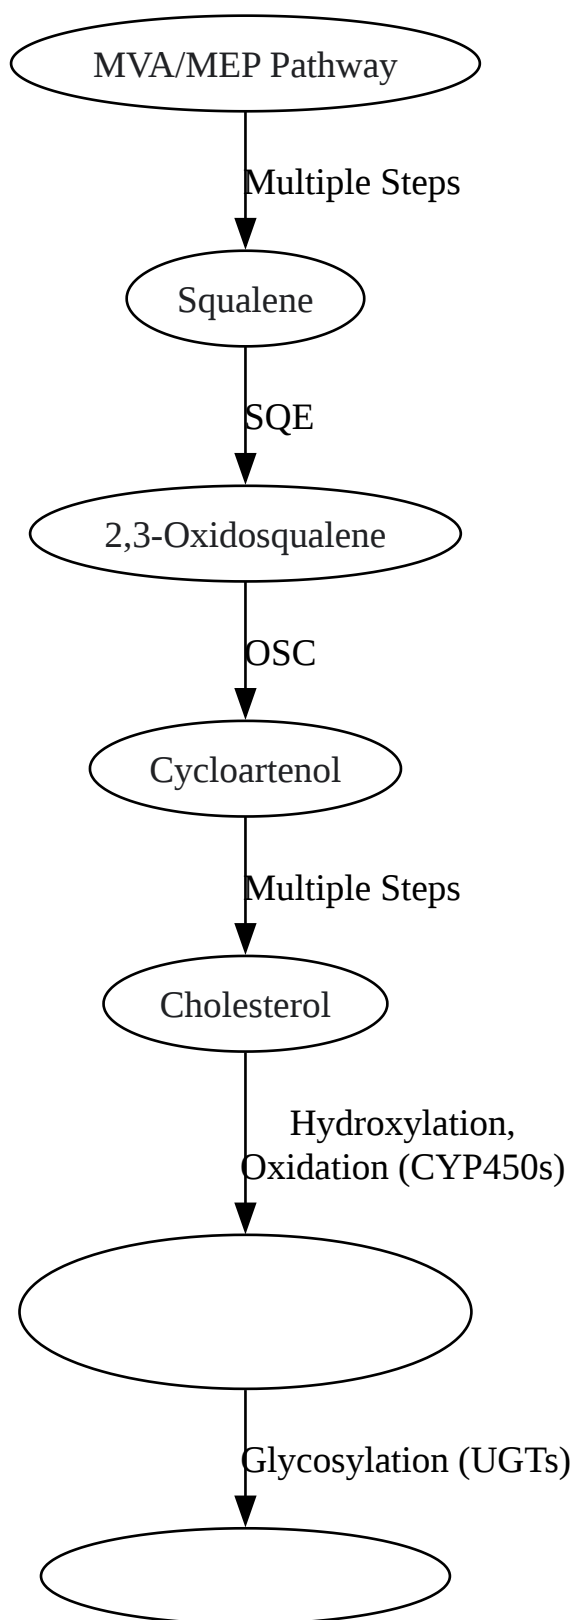 MVA/MEP Pathway
Multiple Steps
Squalene
SQE
2,3-Oxidosqualene
OSC
Cycloartenol
Multiple Steps
Cholesterol
Hydroxylation,
Oxidation (CYP450s)
Glycosylation (UGTs)